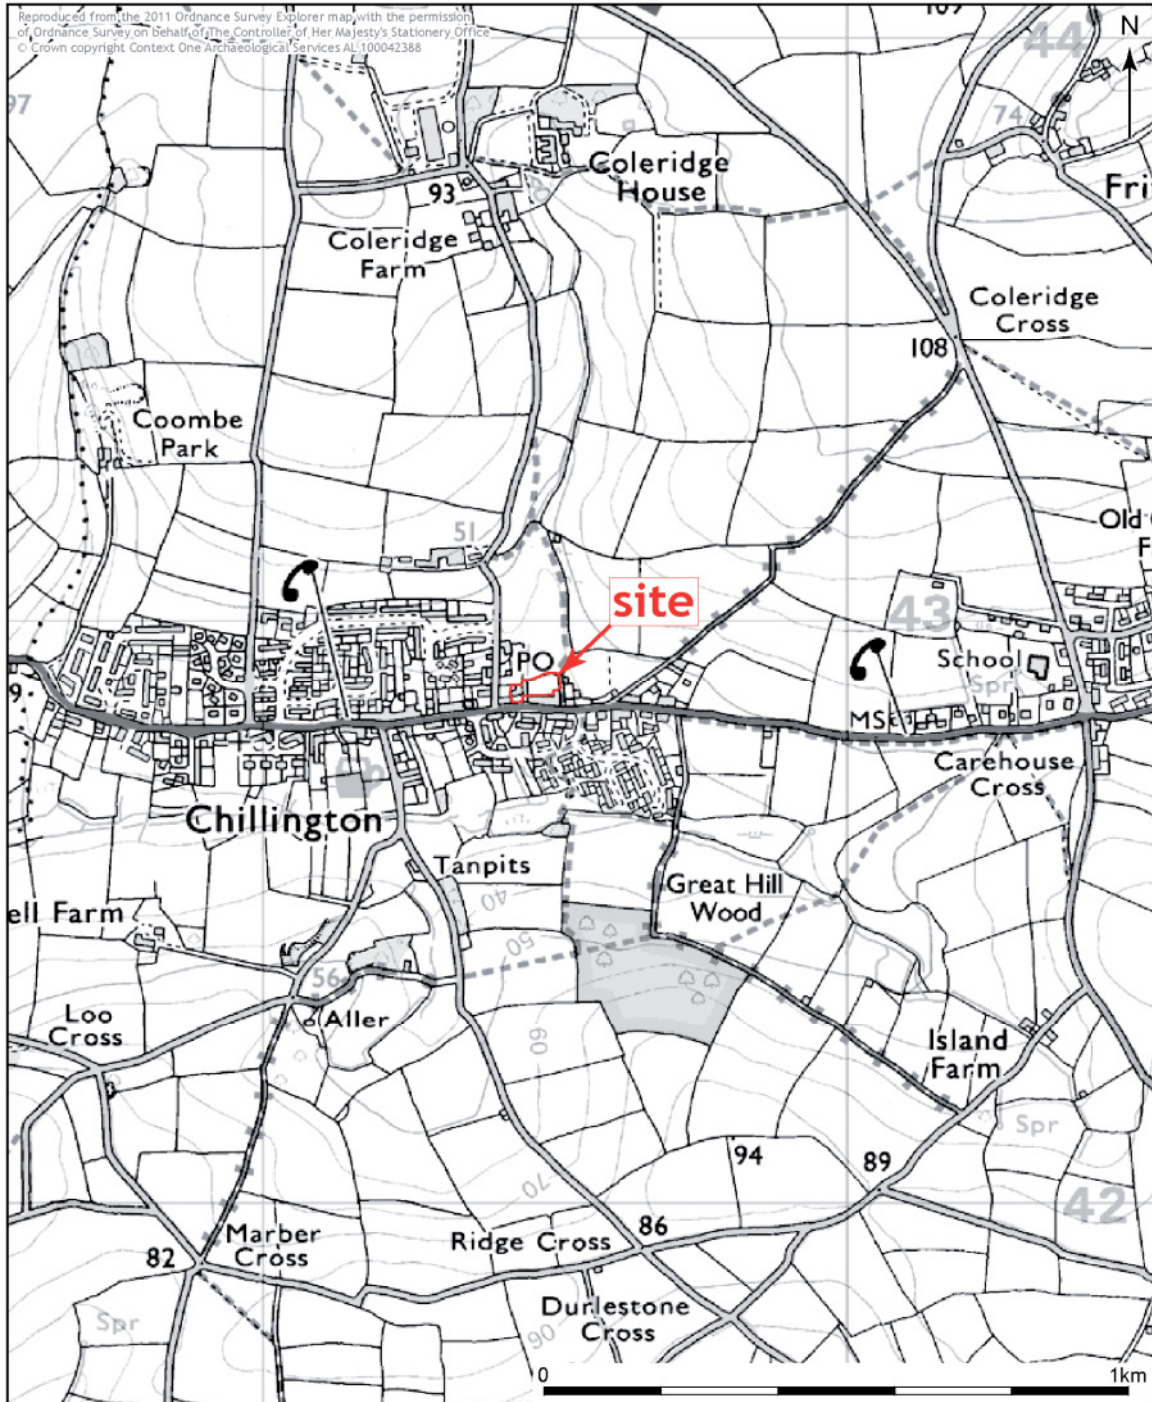 Reproduced from the 2011 Ordnance Survey Explorer map with the permission
of Ordnance Survey on behalf of The Controller of Her Majesty's Stationery Office
© Crown copyright Context One Archaeological Services AL 100042388
109
44
N
97
74
Coleridge
House
93
Fri
Coleridge
Farm
Coleridge
Cross
108
Coombe
Park
51
Old
F
site
43
PO
School
Spr
9
MS
Carehouse
Cross
Chillington
Tanpits
40
Great Hill
Wood
ell Farm
50
56
Loo
Cross
Aller
60
Island
Farm
Spr
94
89
70
42
86
Marber
Cross
Ridge Cross
82
Durlestone
Cross
Spr
90
0
1km